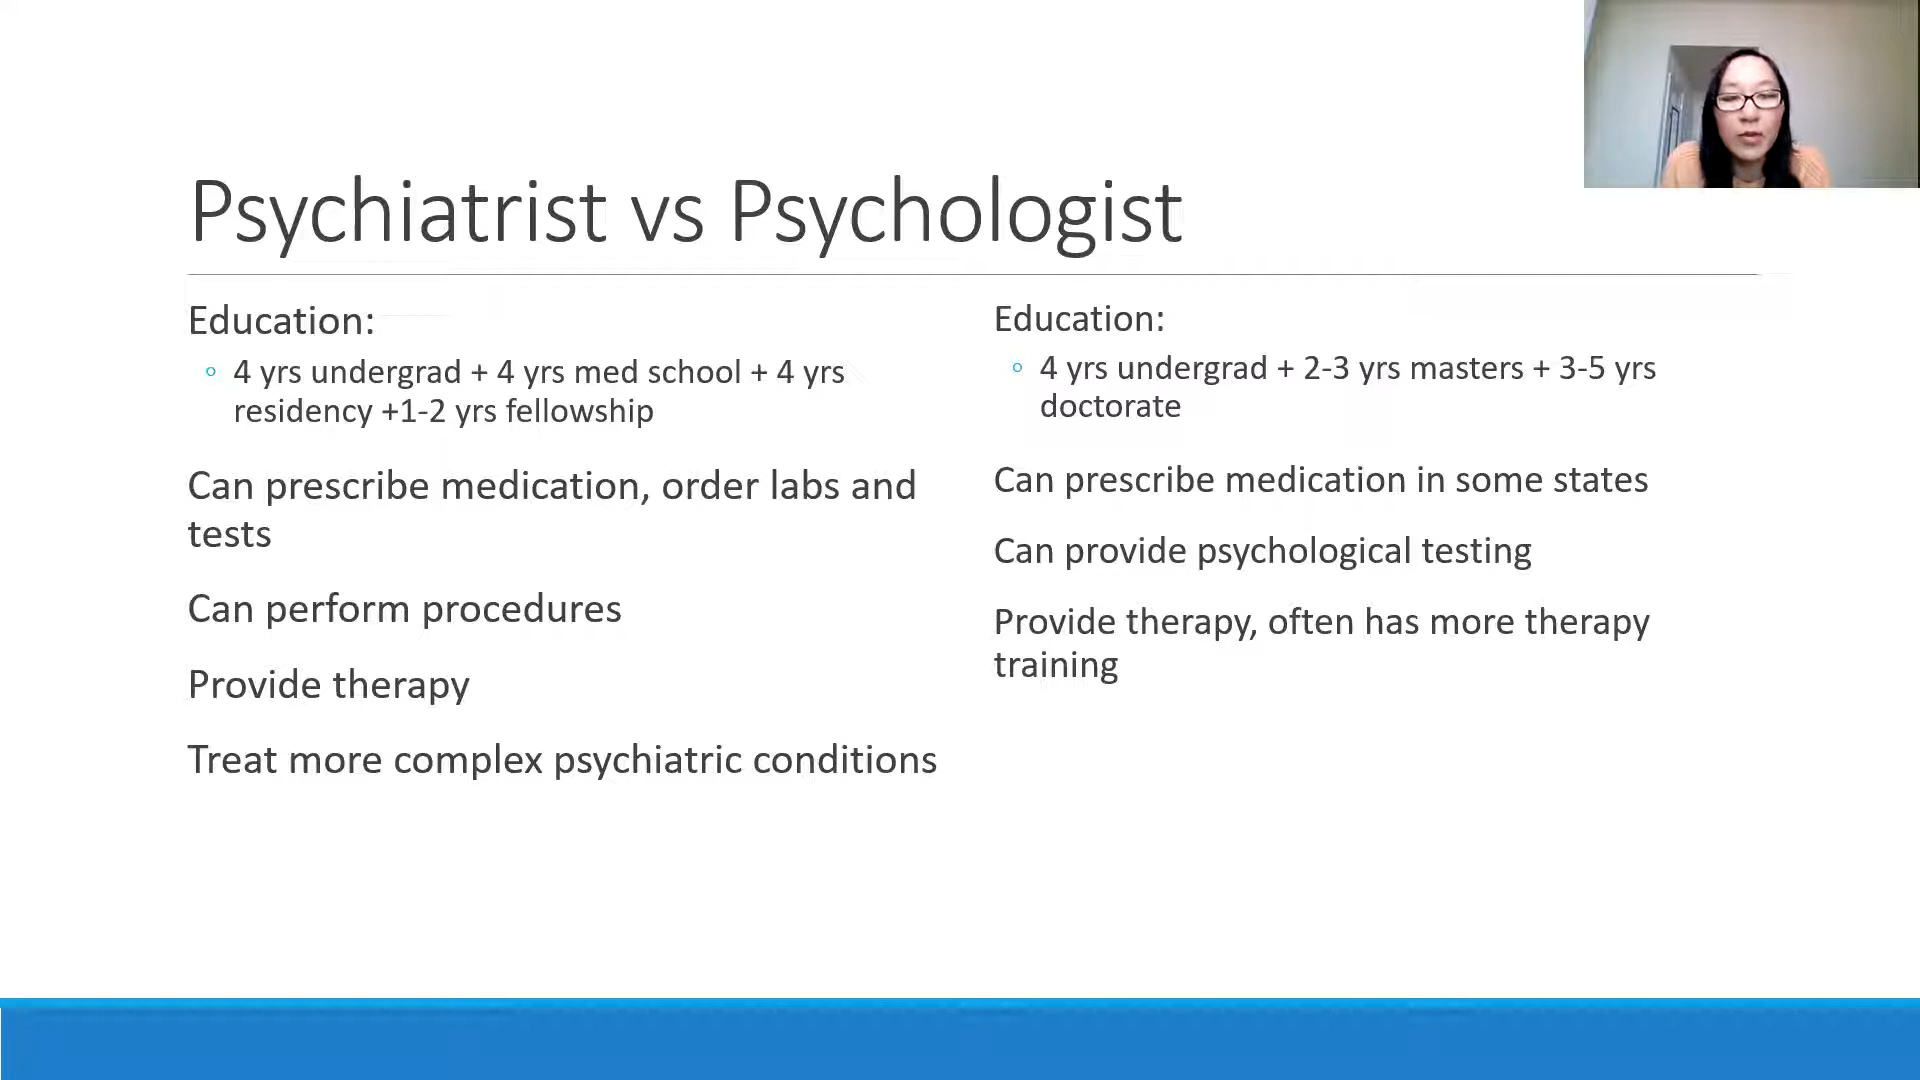 Psychiatrist vs Psychologist
Education:
◦ 4 yrs undergrad + 4 yrs med school + 4 yrs
residency +1-2 yrs fellowship
Can prescribe medication, order labs and
tests
Can perform procedures
Provide therapy
Treat more complex psychiatric conditions
Education:
◦ 4 yrs undergrad + 2-3 yrs masters + 3-5 yrs
doctorate
Can prescribe medication in some states
Can provide psychological testing
Provide therapy, often has more therapy
training